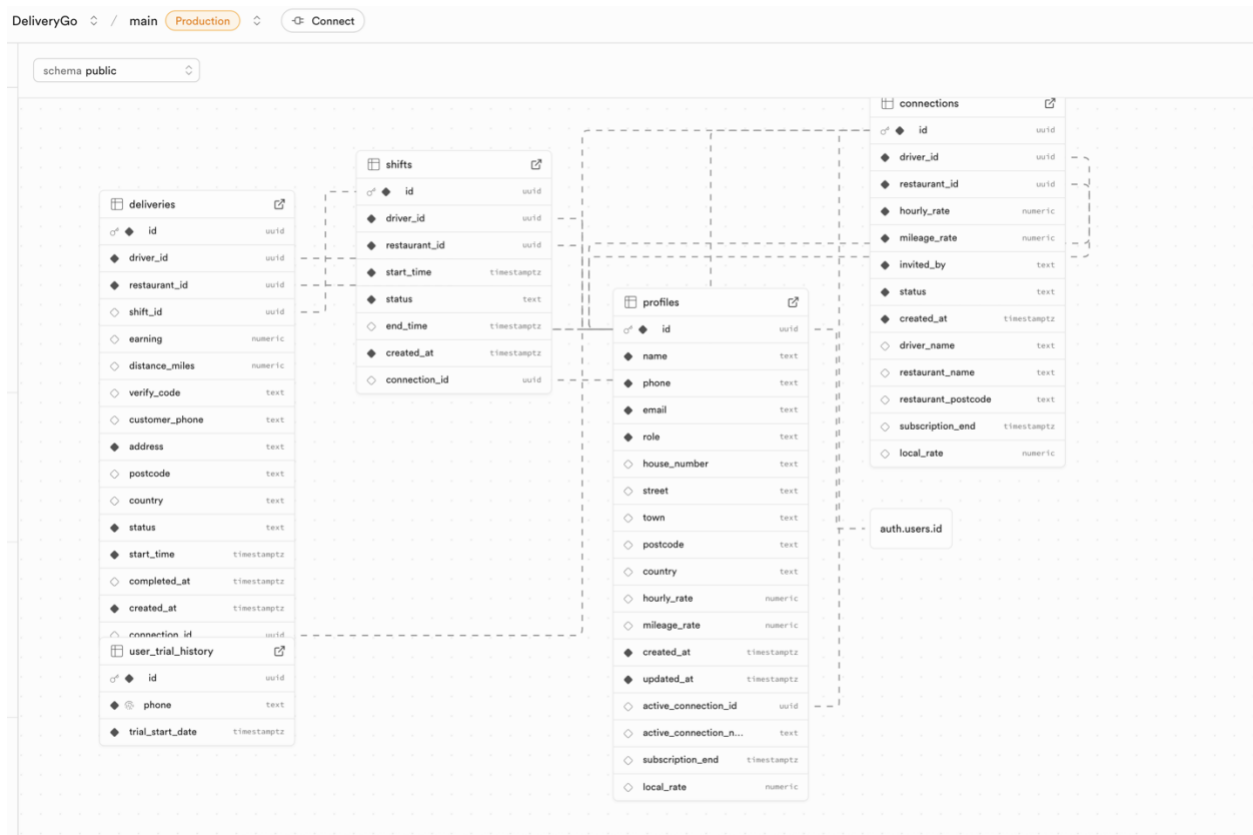 DeliveryGo / main Production Connect
schema public
deliveries
id uuid
driver_id uuid
restaurant_id uuid
shift_id uuid
earning numeric
distance_miles numeric
verify_code text
customer_phone text
address text
postcode text
country text
status text
start_time timestamptz
completed_at timestamptz
created_at timestamptz
connection_id uuid
user_trial_history
id uuid
phone text
trial_start_date timestamptz
shifts
id uuid
driver_id uuid
restaurant_id uuid
start_time timestamptz
status text
end_time timestamptz
created_at timestamptz
connection_id uuid
profiles
id uuid
name text
phone text
email text
role text
house_number text
street text
town text
postcode text
country text
hourly_rate numeric
mileage_rate numeric
created_at timestamptz
updated_at timestamptz
active_connection_id uuid
active_connection_n... text
subscription_end timestamptz
local_rate numeric
connections
id uuid
driver_id uuid
restaurant_id uuid
hourly_rate numeric
mileage_rate numeric
invited_by text
status text
created_at timestamptz
driver_name text
restaurant_name text
restaurant_postcode text
subscription_end timestamptz
local_rate numeric
auth.users.id